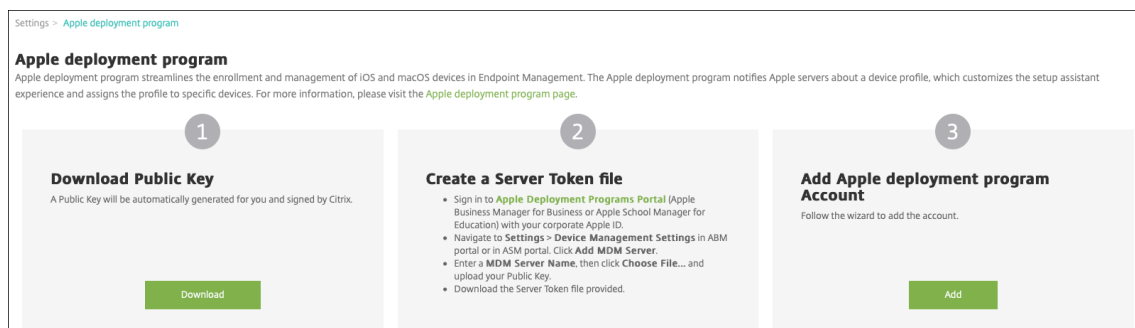 Settings > Apple deployment program
Apple deployment program
Apple deployment program streamlines the enrollment and management of iOS and macOS devices in Endpoint Management. The Apple deployment program notifies Apple servers about a device profile, which customizes the setup assistant
experience and assigns the profile to specific devices. For more information, please visit the Apple deployment program page.
1
Download Public Key
A Public Key will be automatically generated for you and signed by Citrix.
Download
2
Create a Server Token file
• Sign in to Apple Deployment Programs Portal (Apple
Business Manager for Business or Apple School Manager for
Education) with your corporate Apple ID.
• Navigate to Settings > Device Management Settings in ABM
portal or in ASM portal. Click Add MDM Server.
• Enter a MDM Server Name, then click Choose File... and
upload your Public Key.
• Download the Server Token file provided.
3
Add Apple deployment program
Account
Follow the wizard to add the account.
Add